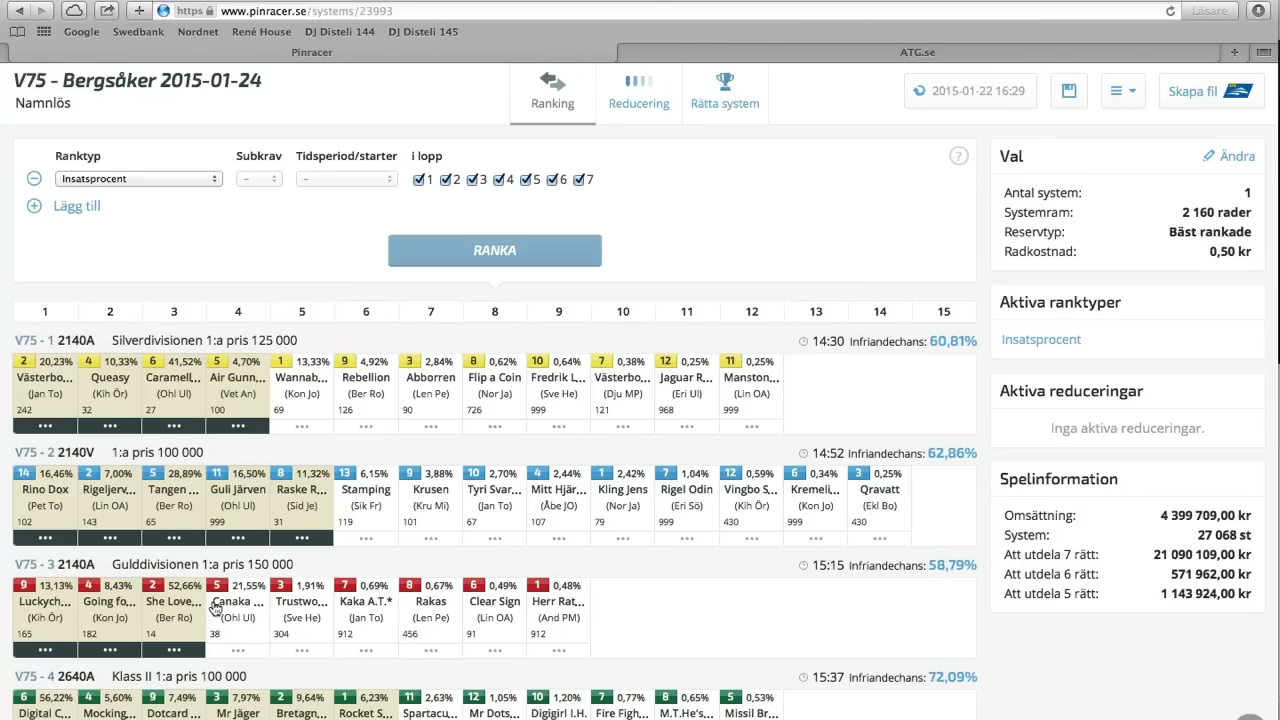 https www.pinracer.se/systems/23993 Läsare
Google Swedbank Nordnet René House DJ Disteli 144 DJ Disteli 145
Pinracer ATG.se
V75 - Bergsåker 2015-01-24
Namnlös
Ranking Reducering Rätta system
2015-01-22 16:29
Skapa fil
Ranktyp Subkrav Tidsperiod/starter i lopp
Insatsprocent – – 1 2 3 4 5 6 7
Lägg till
?
RANKA
Val Ändra
Antal system: 1
Systemram: 2 160 rader
Reservtyp: Bäst rankade
Radkostnad: 0,50 kr
Aktiva ranktyper
Insatsprocent
Aktiva reduceringar
Inga aktiva reduceringar.
Spelinformation
Omsättning: 4 399 709,00 kr
System: 27 068 st
Att utdela 7 rätt: 21 090 109,00 kr
Att utdela 6 rätt: 571 962,00 kr
Att utdela 5 rätt: 1 143 924,00 kr
1 2 3 4 5 6 7 8 9 10 11 12 13 14 15
V75 - 1 2140A Silverdivisionen 1:a pris 125 000 14:30 Infriandechans: 60,81%
2 20,23% 4 10,33% 6 41,52% 5 4,70% 1 13,33% 9 4,92% 3 2,84% 8 0,62% 10 0,64% 7 0,38% 12 0,25% 11 0,25%
Västerbo... Queasy Caramell... Air Gunn... Wannab... Rebellion Abborren Flip a Coin Fredrik L... Västerbo... Jaguar R... Manston...
(Jan To) (Kih Ör) (Ohl Ul) (Vet An) (Kon Jo) (Ber Ro) (Len Pe) (Nor Ja) (Sve He) (Dju MP) (Eri Ul) (Lin OA)
242 32 27 100 69 126 90 726 999 121 968 999
V75 - 2 2140V 1:a pris 100 000 14:52 Infriandechans: 62,86%
14 16,46% 2 7,00% 5 28,89% 11 16,50% 8 11,32% 13 6,15% 9 3,88% 10 2,70% 4 2,44% 1 2,42% 7 1,04% 12 0,59% 6 0,34% 3 0,25%
Rino Dox Rigeljerv... Tangen ... Guli Järven Raske R... Stamping Krusen Tyri Svar... Mitt Hjär... Kling Jens Rigel Odin Vingbo S... Kremeli,... Qravatt
(Pet To) (Lin OA) (Ber Ro) (Ohl Ul) (Sid Je) (Sik Fr) (Kru Mi) (Jan To) (Åbe JO) (Nor Ja) (Eri Sö) (Kih Ör) (Kon Jo) (Ekl Bo)
102 143 65 999 31 119 101 67 107 79 999 430 999 430
V75 - 3 2140A Gulddivisionen 1:a pris 150 000 15:15 Infriandechans: 58,79%
9 13,13% 4 8,43% 2 52,66% 5 21,55% 3 1,91% 7 0,69% 8 0,67% 6 0,49% 1 0,48%
Luckych... Going fo... She Love... Canaka ... Trustwo... Kaka A.T.* Rakas Clear Sign Herr Rat...
(Kih Ör) (Kon Jo) (Ber Ro) (Ohl Ul) (Sve He) (Jan To) (Len Pe) (Lin OA) (And PM)
165 182 14 38 304 912 456 91 912
V75 - 4 2640A Klass II 1:a pris 100 000 15:37 Infriandechans: 72,09%
6 56,22% 4 5,60% 9 7,49% 3 7,97% 2 9,64% 1 6,23% 11 2,63% 12 1,05% 10 1,20% 7 0,77% 8 0,65% 5 0,53%
Digital C... Mocking... Dotcard ... Mr Jäger Bretagn... Rocket S... Spartacu... Mr Dots... Digigirl I.H. Fire Figh... M.T.He's... Missil Br...